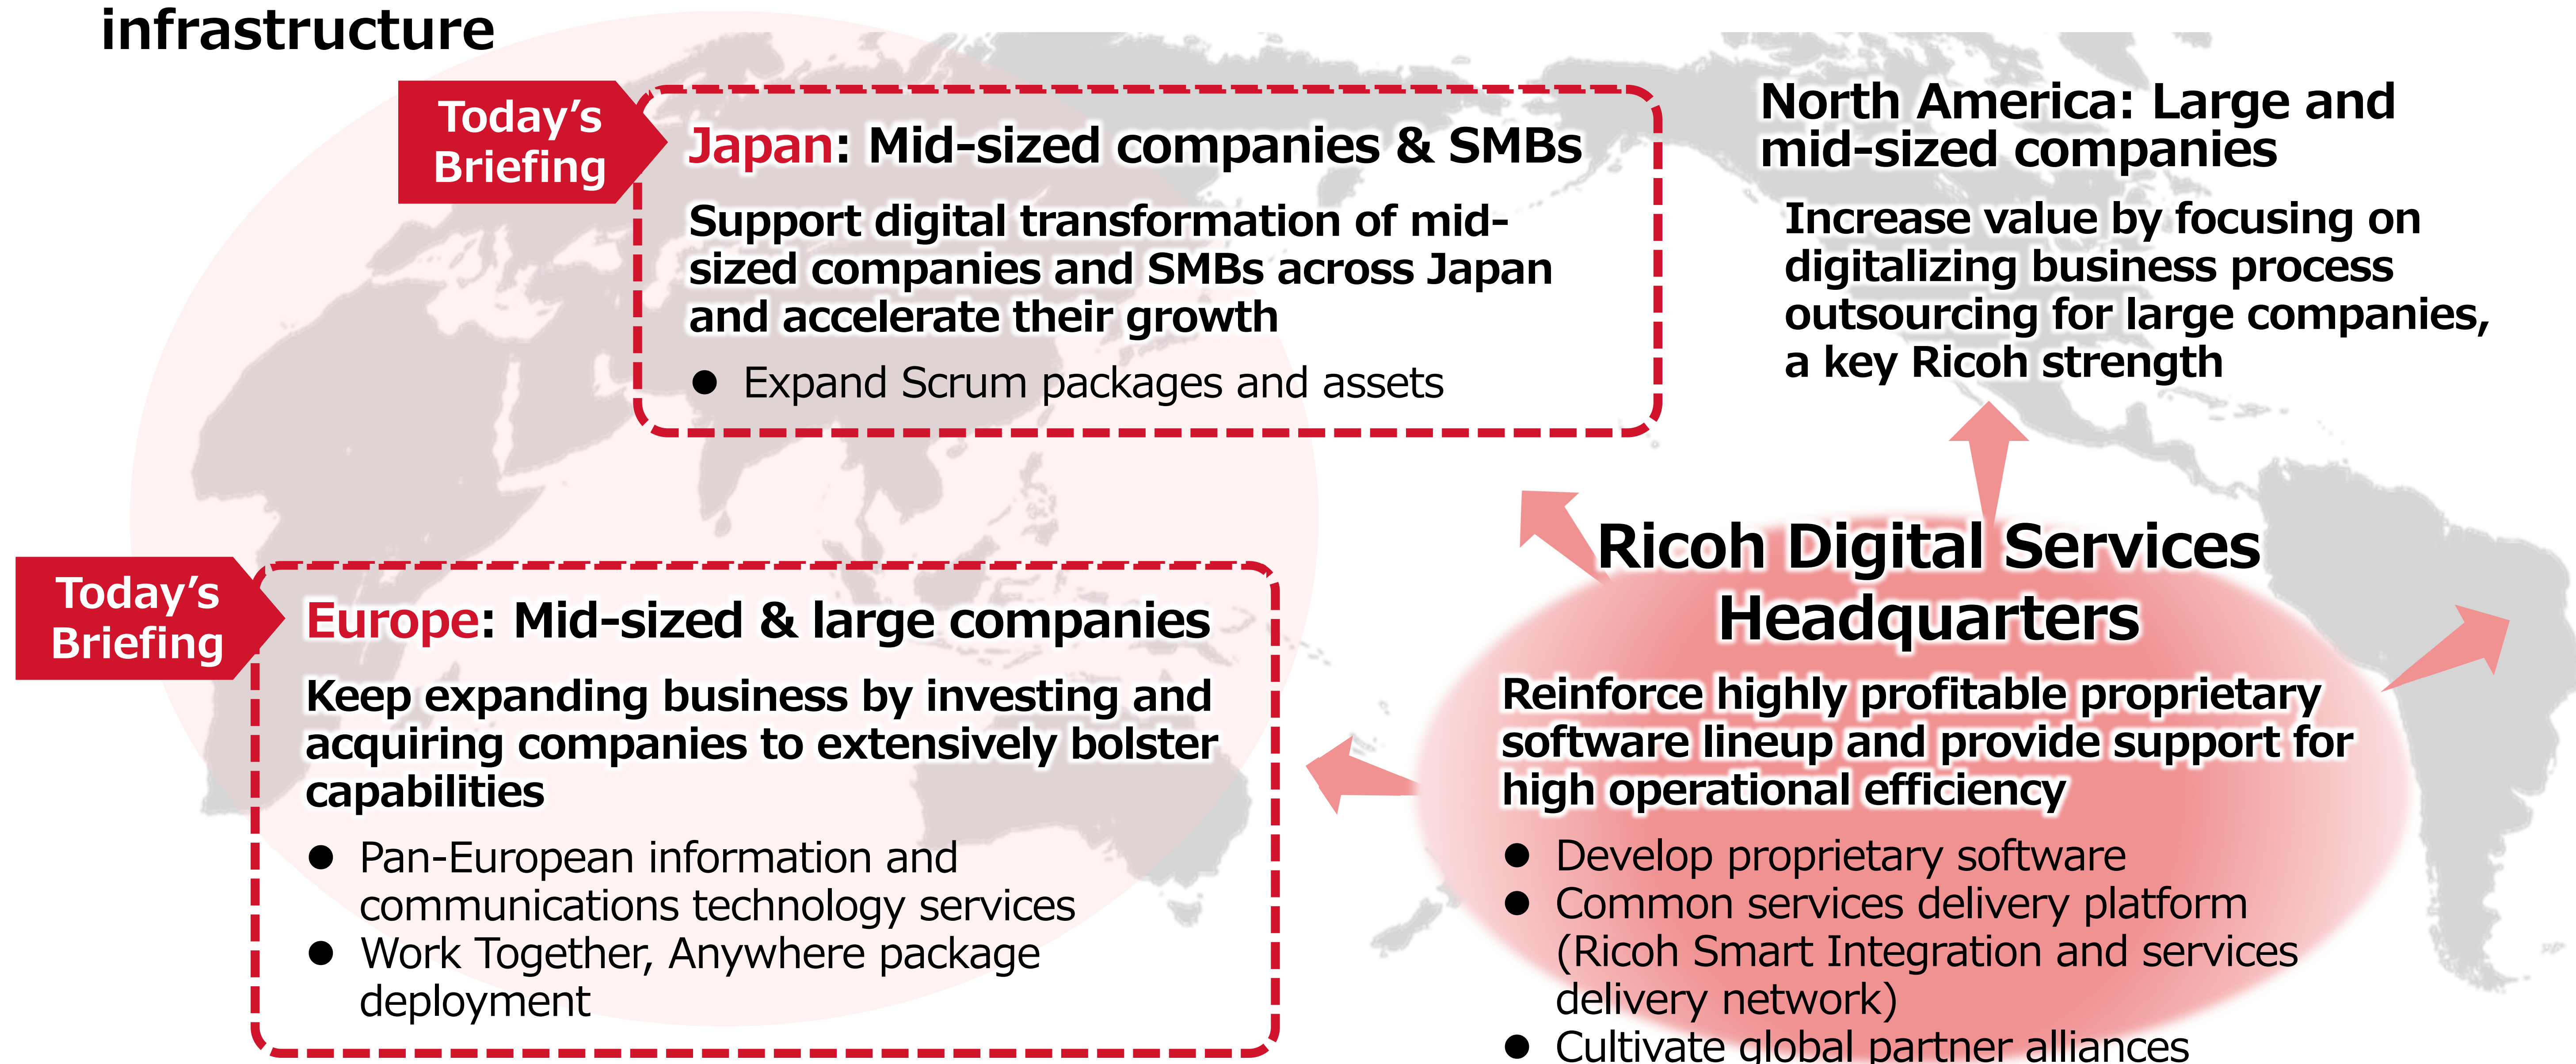 infrastructure
Today's
Briefing
Japan: Mid-sized companies & SMBs
Support digital transformation of mid-
sized companies and SMBs across Japan
and accelerate their growth
● Expand Scrum packages and assets
North America: Large and
mid-sized companies
Increase value by focusing on
digitalizing business process
outsourcing for large companies,
a key Ricoh strength
Today's
Briefing
Europe: Mid-sized & large companies
Keep expanding business by investing and
acquiring companies to extensively bolster
capabilities
● Pan-European information and
communications technology services
● Work Together, Anywhere package
deployment
Ricoh Digital Services
Headquarters
Reinforce highly profitable proprietary
software lineup and provide support for
high operational efficiency
● Develop proprietary software
● Common services delivery platform
(Ricoh Smart Integration and services
delivery network)
● Cultivate global partner alliances